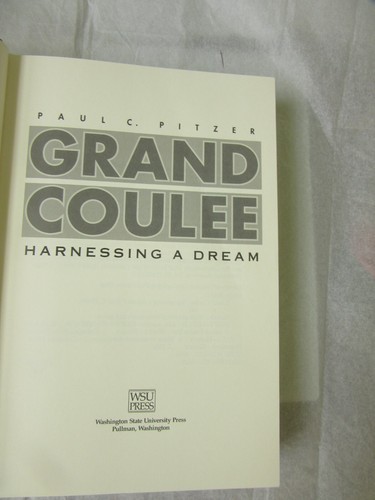 PAUL C. PITZER
GRAND
COULEE
HARNESSING A DREAM
WSU
PRESS
Washington State University Press
Pullman, Washington